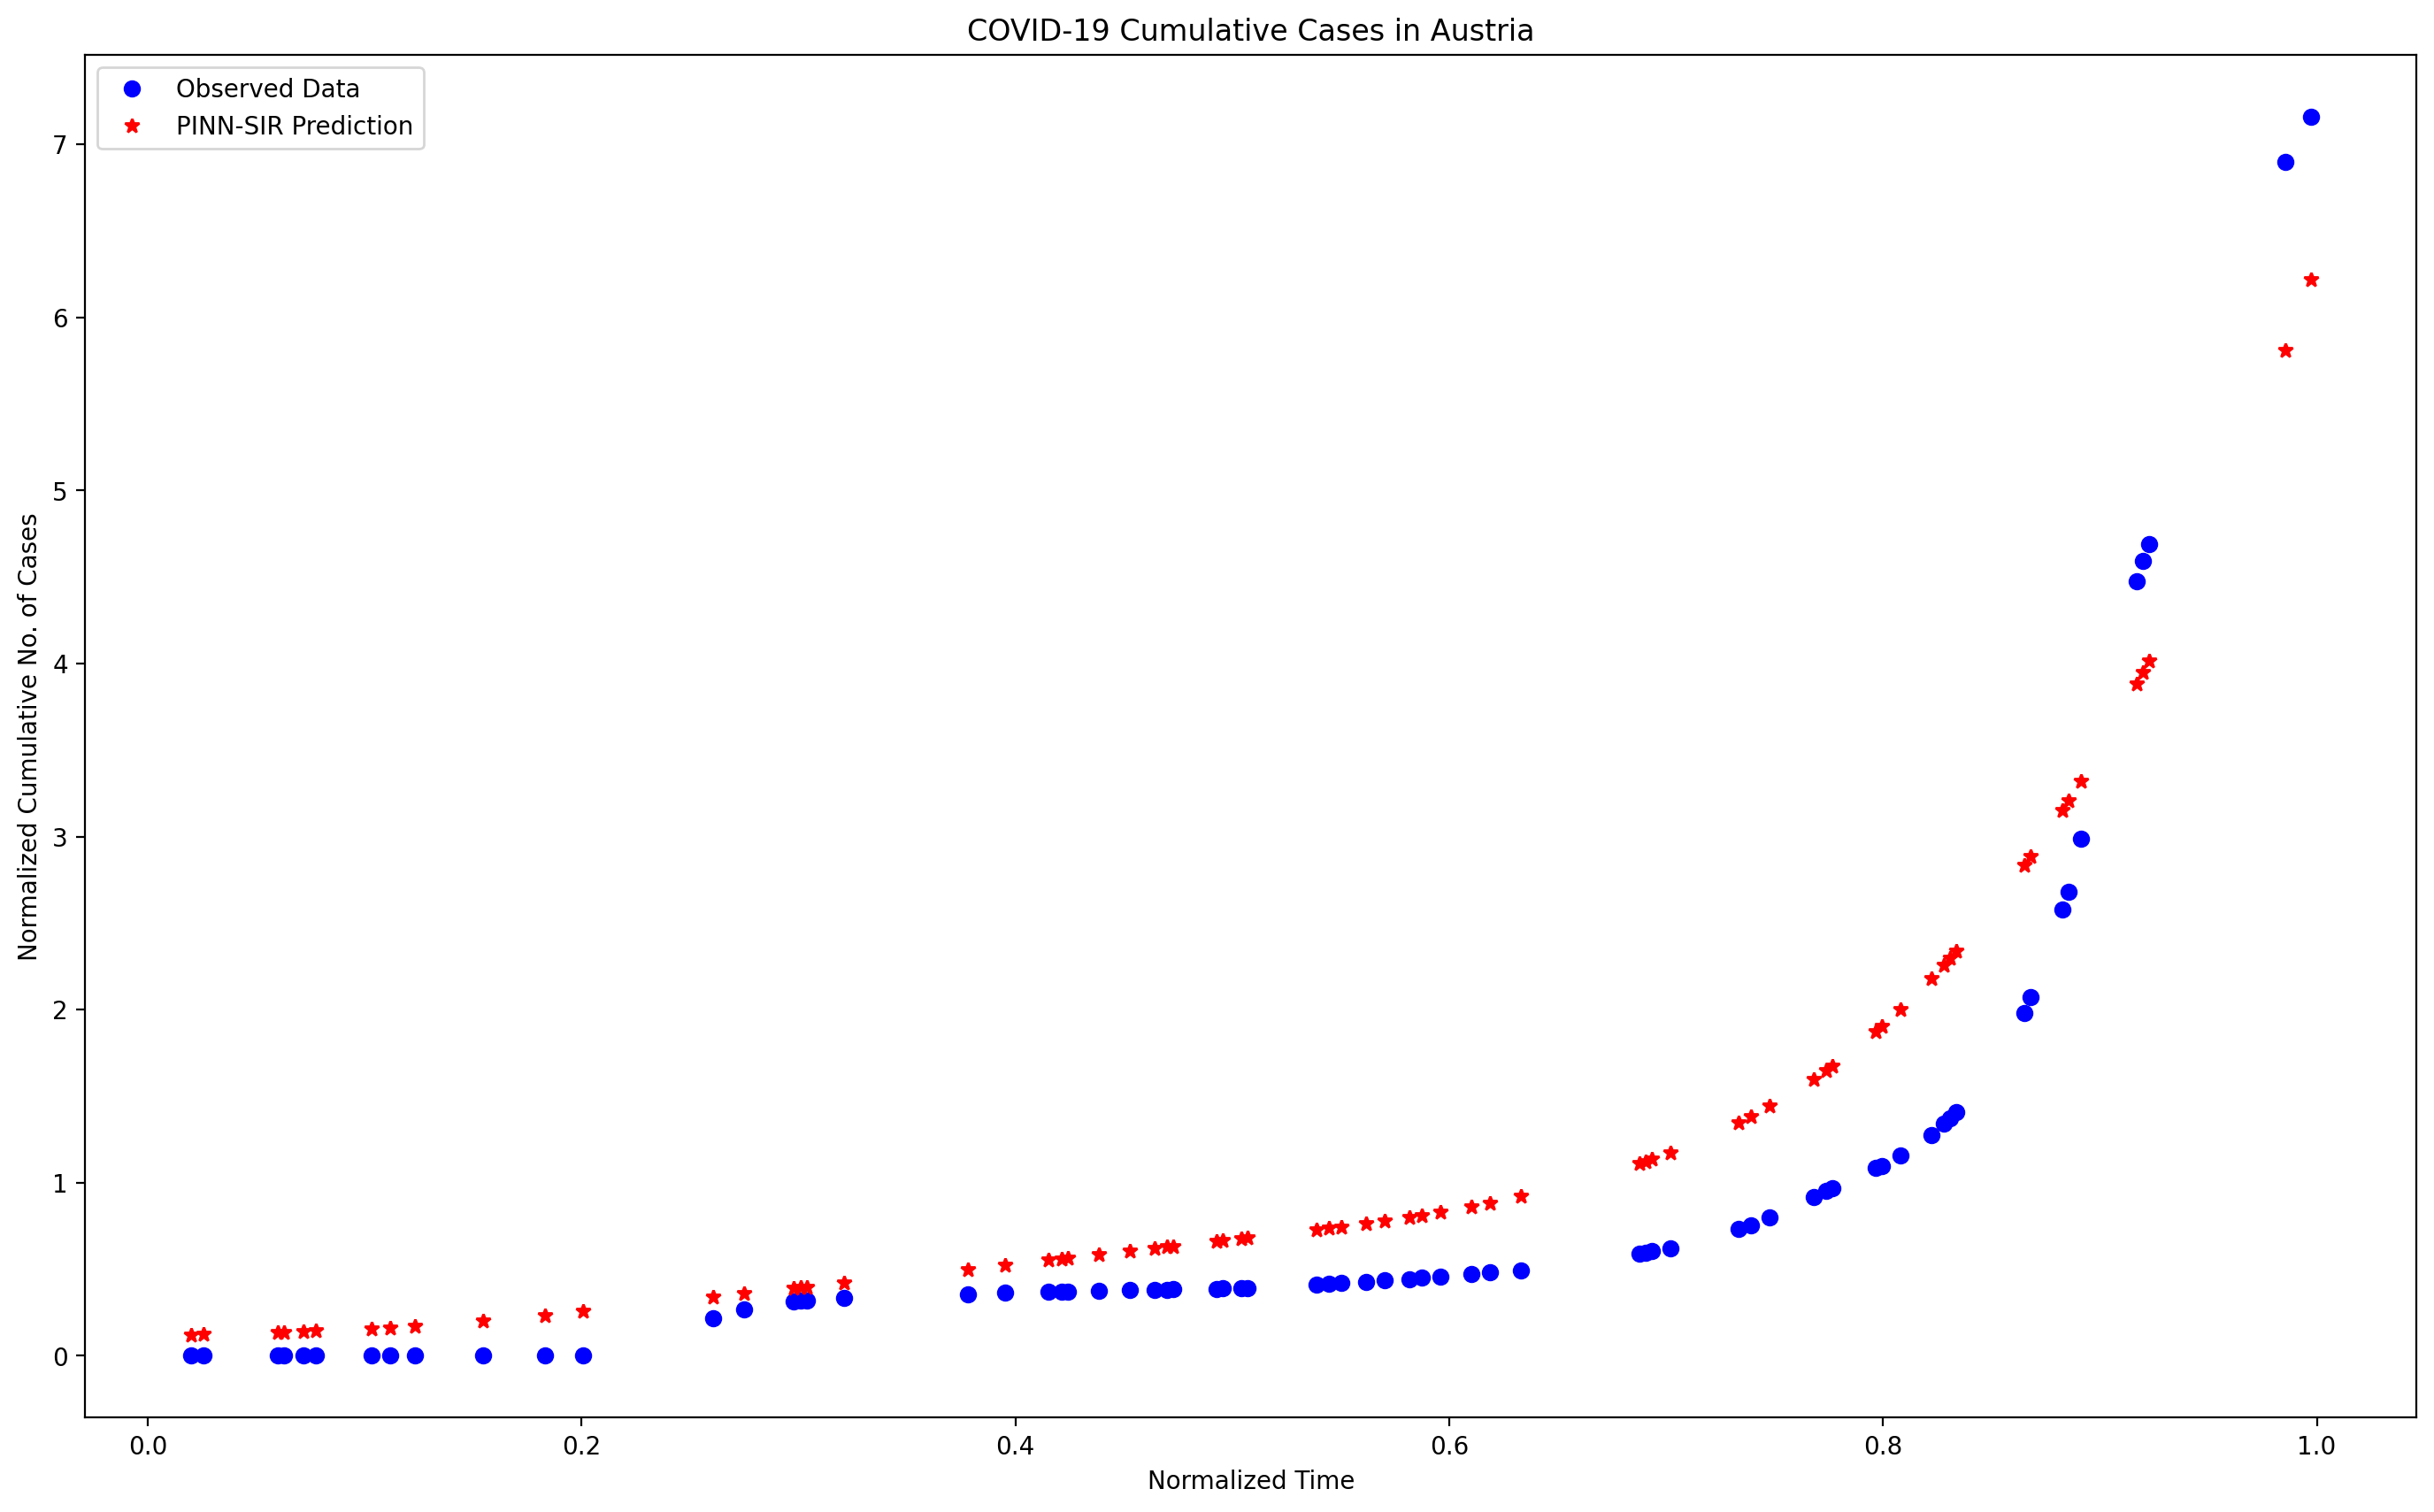 COVID-19 Cumulative Cases in Austria
Observed Data
PINN-SIR Prediction
Normalized Cumulative No. of Cases
7
6
5
4
3
2
1
0
0.0 0.2 0.4 0.6 0.8 1.0
Normalized Time